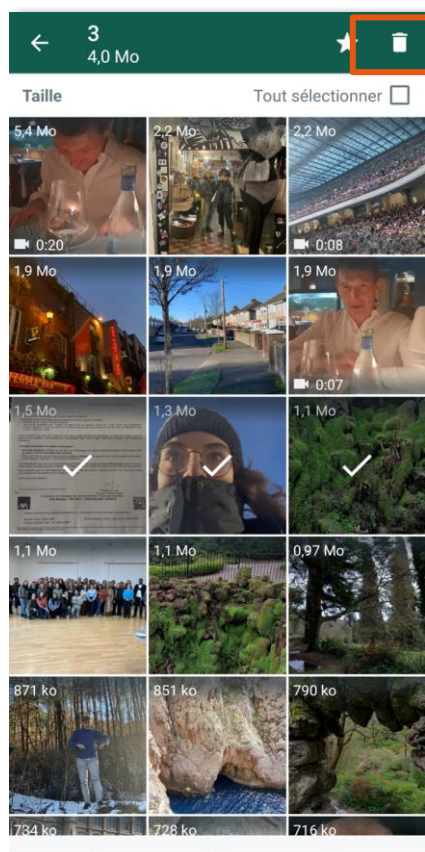 3
4,0 Mo
Taille Tout sélectionner
5,4 Mo 2,2 Mo 2,2 Mo
0:20 0:08
1,9 Mo 1,9 Mo 1,9 Mo
0:07
1,5 Mo 1,3 Mo 1,1 Mo
1,1 Mo 1,1 Mo 0,97 Mo
871 ko 851 ko 790 ko
734 ko 728 ko 716 ko